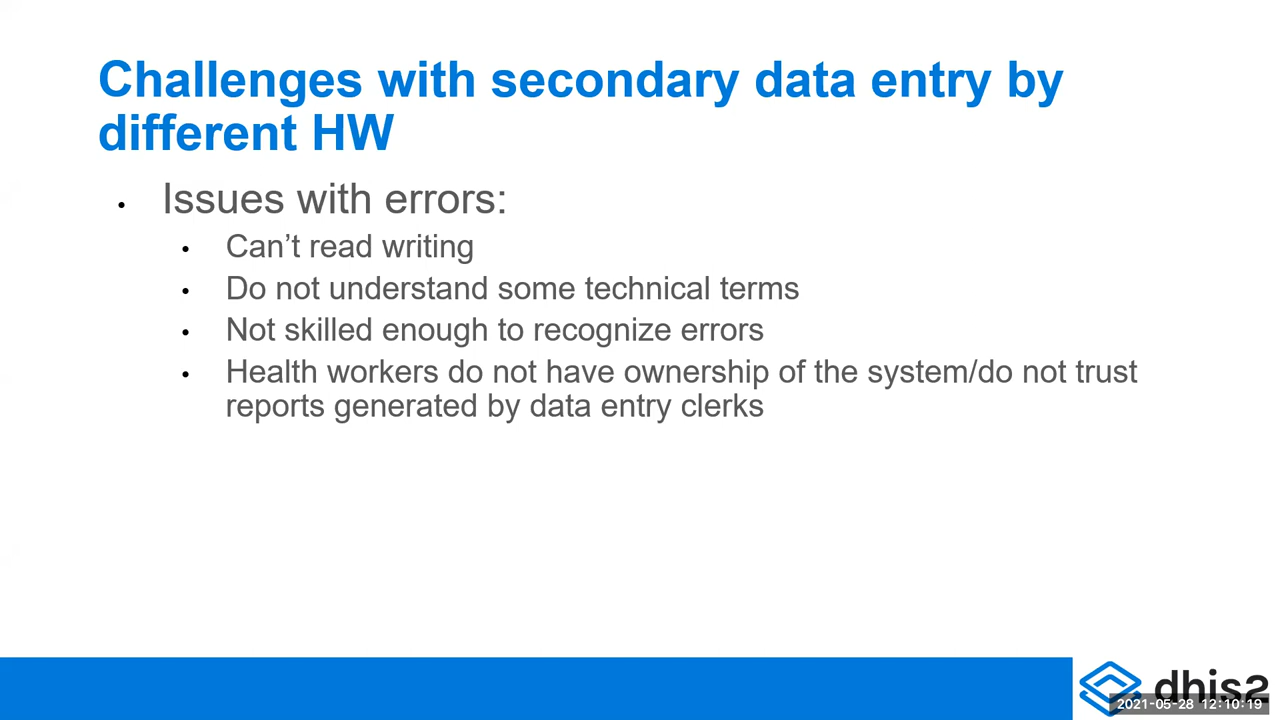 Challenges with secondary data entry by
different HW
• Issues with errors:
• Can’t read writing
• Do not understand some technical terms
• Not skilled enough to recognize errors
• Health workers do not have ownership of the system/do not trust
reports generated by data entry clerks
dhis2
2021-05-28 12:10:19